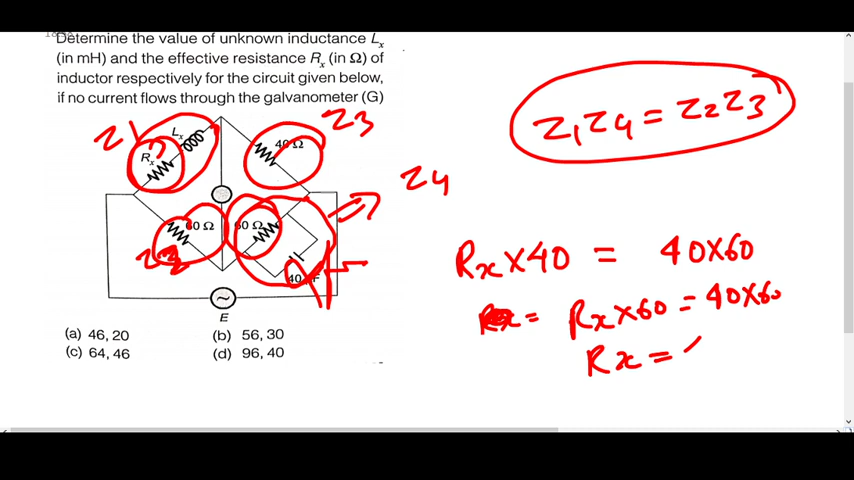 Determine the value of unknown inductance Lx
(in mH) and the effective resistance Rx (in Ω) of
inductor respectively for the circuit given below,
if no current flows through the galvanometer (G)
Z1
Lx
Rx
40 Ω
Z3
Z1Z4 = Z2Z3
Z4
60 Ω
60 Ω
40
E
Rx×40 = 40×60
= Rx×60 = 40×60
Rx =
(a) 46, 20
(b) 56, 30
(c) 64, 46
(d) 96, 40